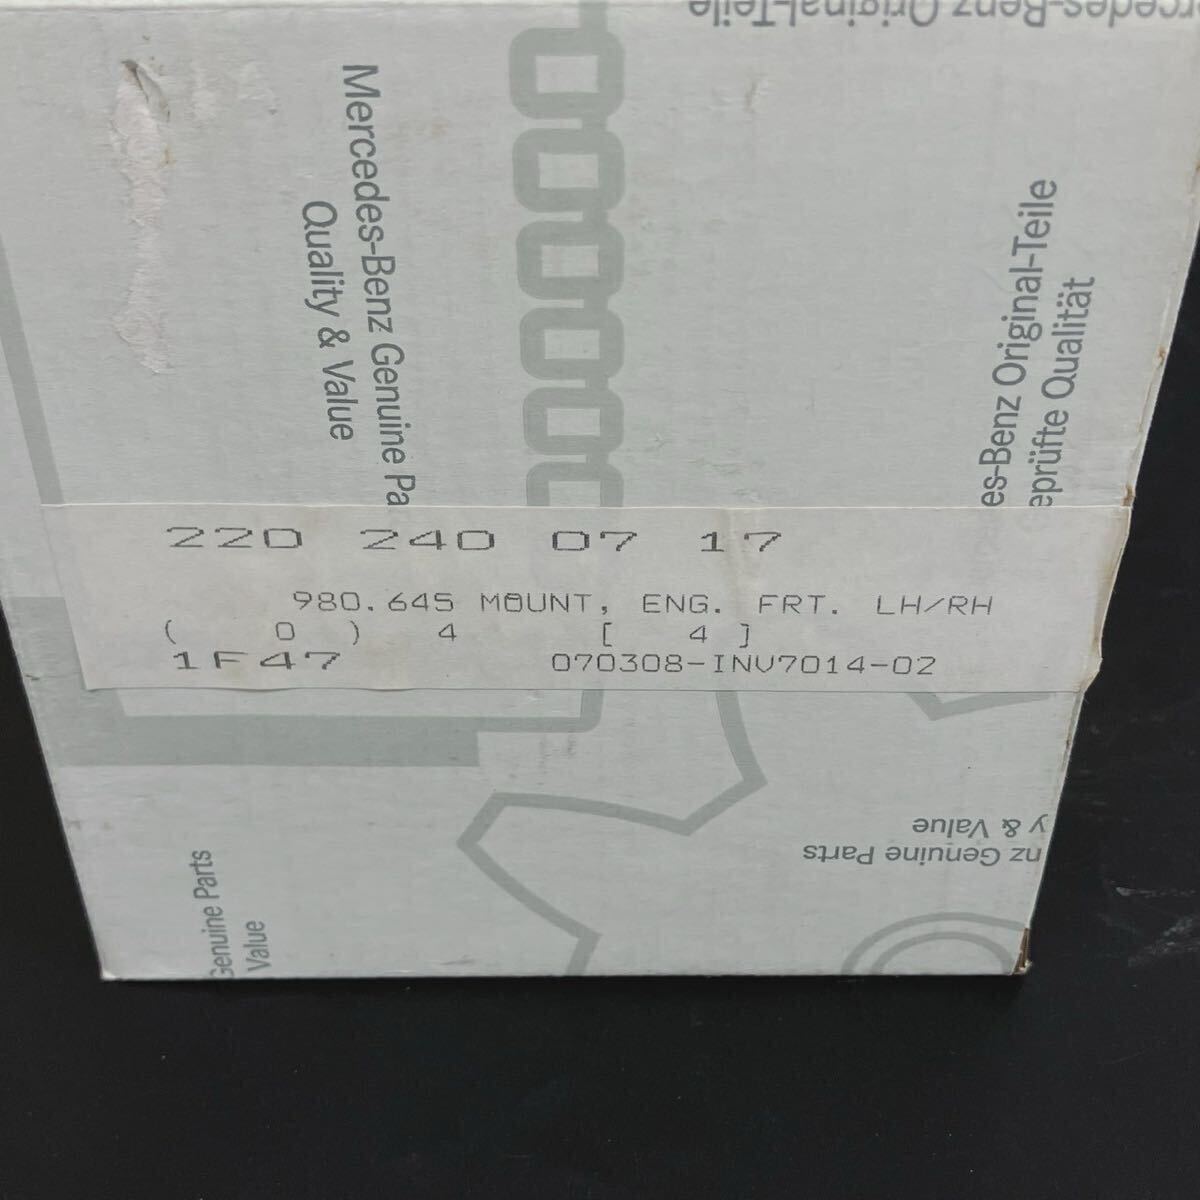 Mercedes-Benz Original-Teile
Mercedes-Benz Genuine Pa
Quality & Value
es-Benz Original-Teile
eprüfte Qualität
220 240 07 17
980.645 MOUNT, ENG. FRT. LH/RH
( 0 ) 4 [ 4 ]
1F47 070308-INV7014-02
nz Genuine Parts
y & Value
Genuine Parts
Value